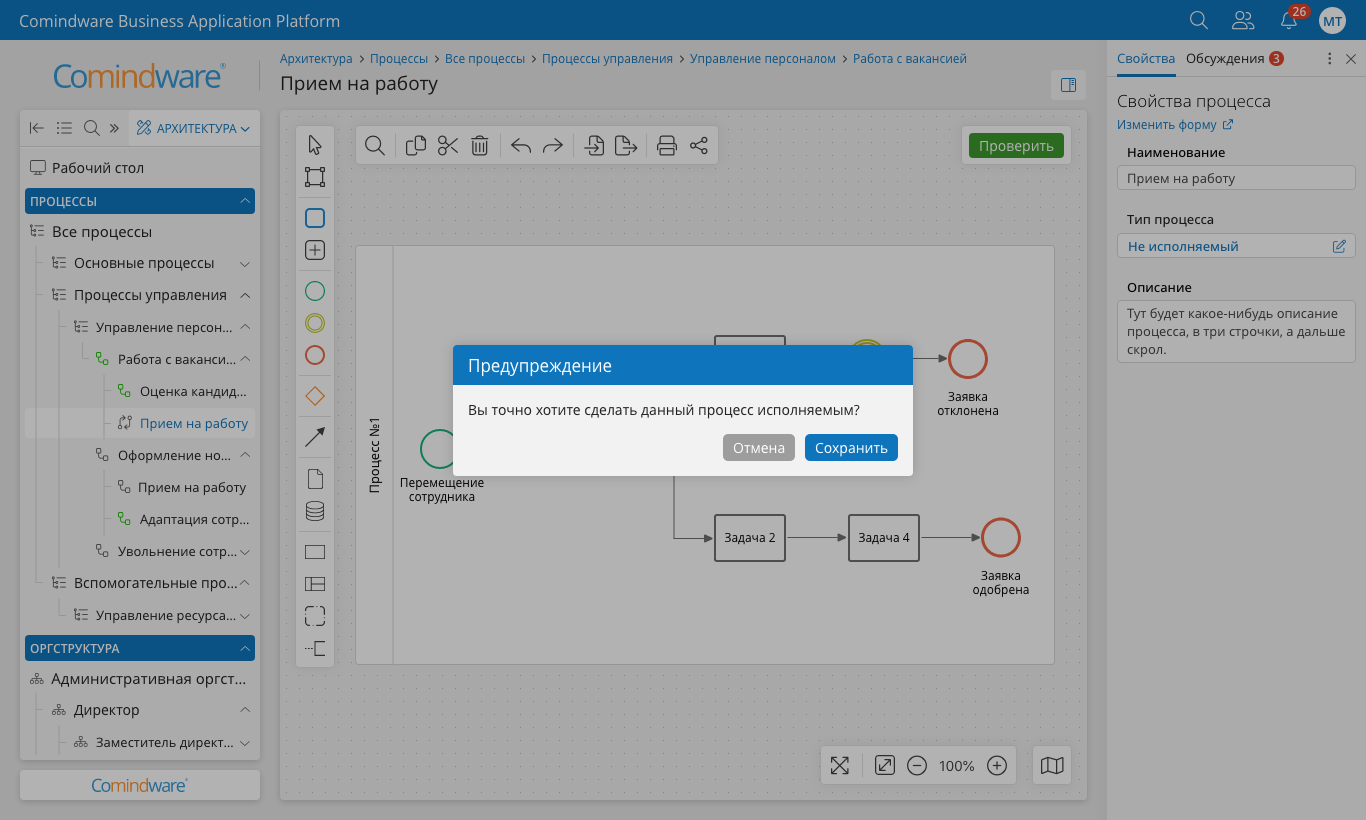 Comindware Business Application Platform
26
MT
Comindware®
АРХИТЕКТУРА
Рабочий стол
ПРОЦЕССЫ
Все процессы
Основные процессы
Процессы управления
Управление персон...
Работа с ваканси...
Оценка кандид...
Прием на работу
Оформление но...
Прием на работу
Адаптация сотр...
Увольнение сотр...
Вспомогательные про...
Управление ресурса...
ОРГСТРУКТУРА
Административная оргст...
Директор
Заместитель директ...
Comindware®
Архитектура > Процессы > Все процессы > Процессы управления > Управление персоналом > Работа с вакансией
Прием на работу
Проверить
Процесс №1
Перемещение
сотрудника
Заявка
отклонена
Предупреждение
Вы точно хотите сделать данный процесс исполняемым?
Отмена
Сохранить
Задача 2
Задача 4
Заявка
одобрена
100%
Свойства
Обсуждения 3
Свойства процесса
Изменить форму
Наименование
Прием на работу
Тип процесса
Не исполняемый
Описание
Тут будет какое-нибудь описание
процесса, в три строчки, а дальше
скрол.